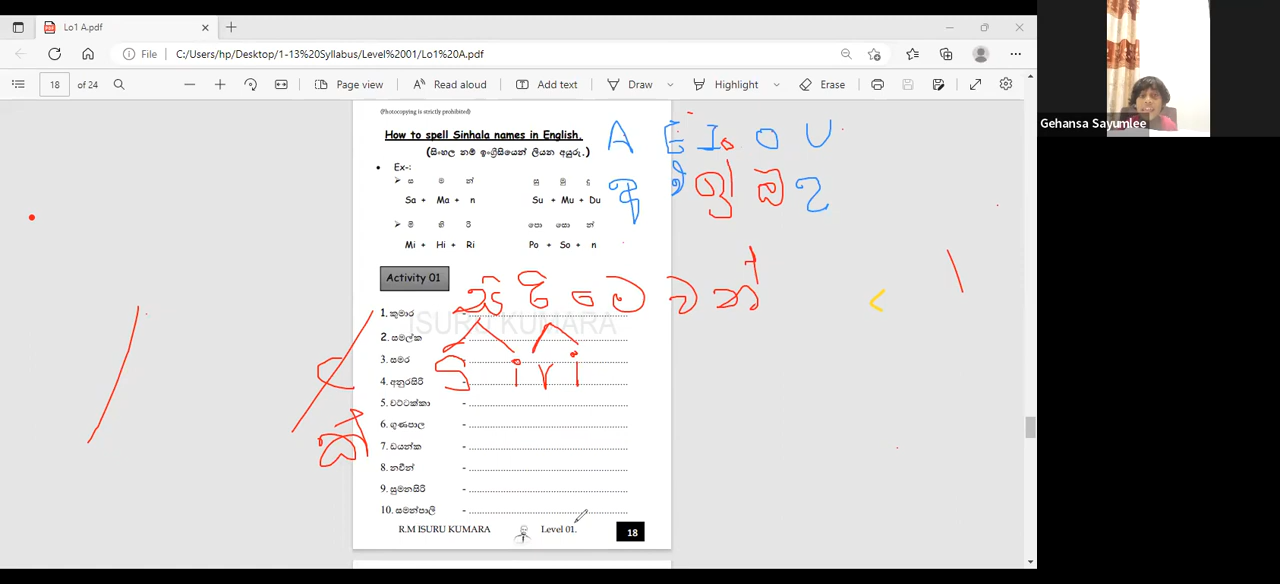 Lo1 A.pdf
File C:/Users/hp/Desktop/1-13%20Syllabus/Level%2001/Lo1%20A.pdf
18 of 24 Page view Read aloud Add text Draw Highlight Erase
Gehansa Sayumlee
(Photocopying is strictly prohibited)
How to spell Sinhala names in English.
(සිංහල නම් ඉංග්‍රීසියෙන් ලියන අයුරු.)
A E I O U
Ex-:
ස ම න් සු මු දු
Sa + Ma + n Su + Mu + Du
අ එ ඉ ඔ උ
මි හි රි පො සො න්
Mi + Hi + Ri Po + So + n
Activity 01
ISURU KUMARA
1. කුමාර
2. සමල්ක
3. සමර
4. අනුරසිරි
S i r i
5. චට්ටක්කා
6. ගුණපාල
7. ඩයන්ක
8. නවීන්
9. සුමනසිරි
10. සමන්පාලි
R.M ISURU KUMARA Level 01. 18